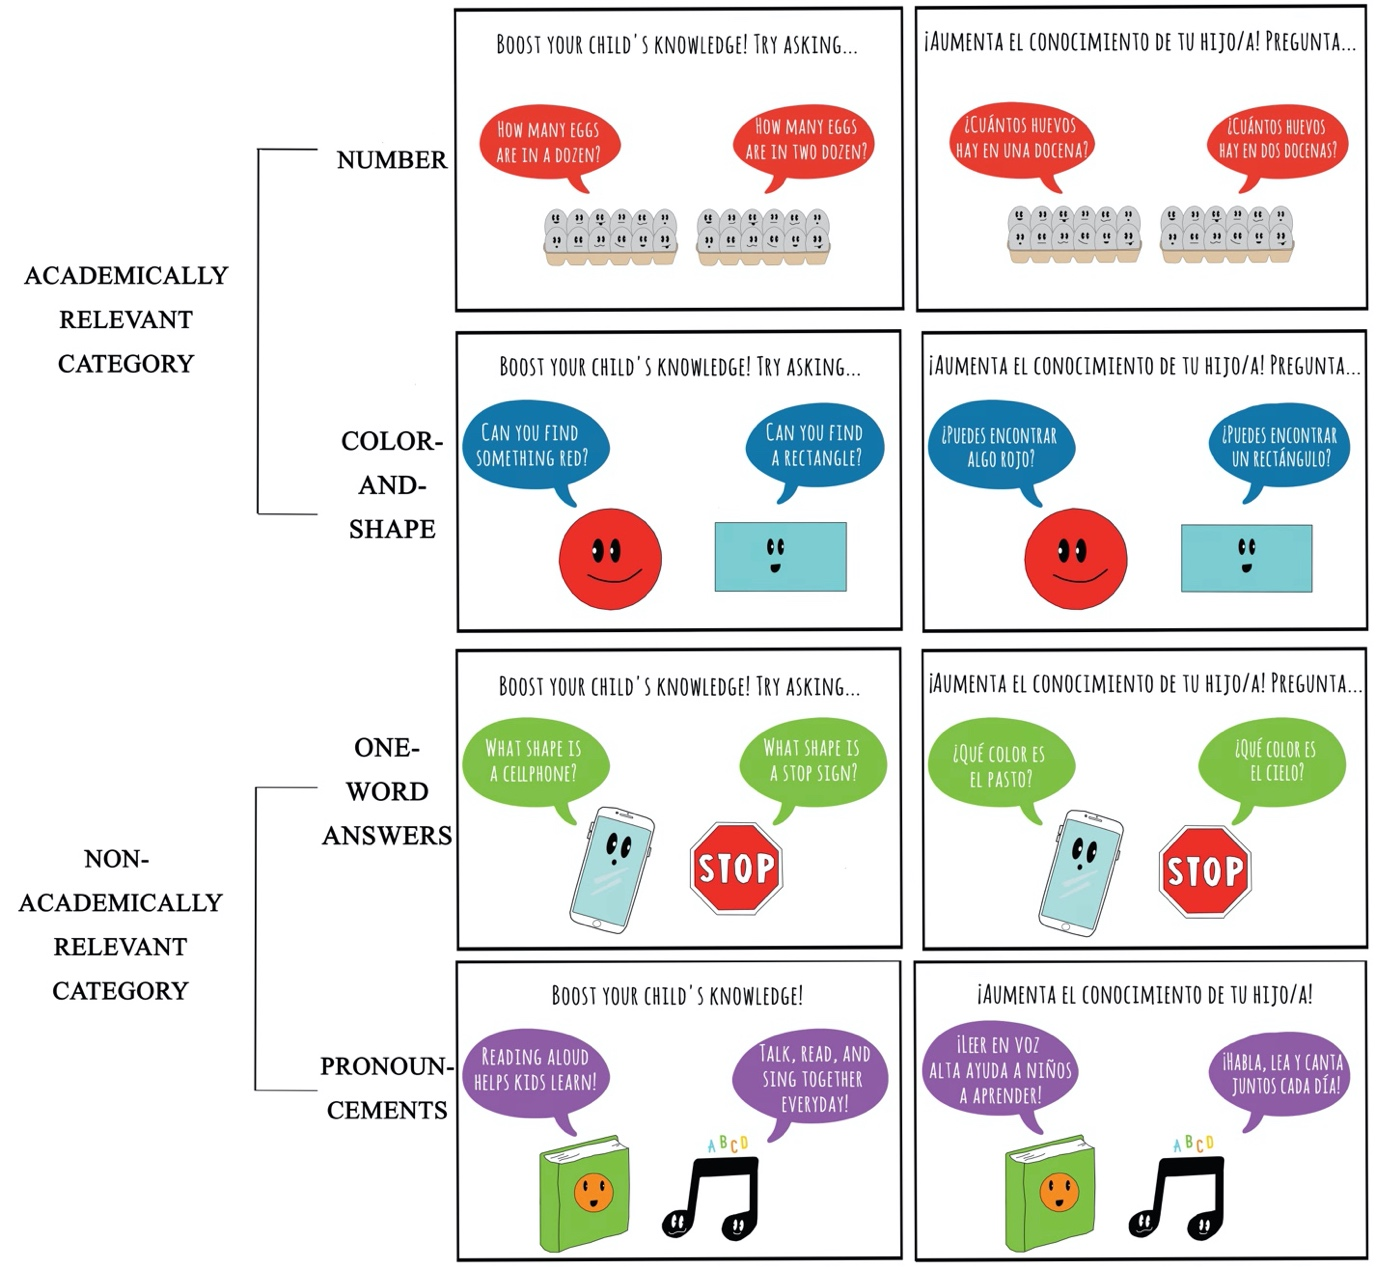 ACADEMICALLY
RELEVANT
CATEGORY
NUMBER
BOOST YOUR CHILD'S KNOWLEDGE! TRY ASKING...
HOW MANY EGGS
ARE IN A DOZEN?
HOW MANY EGGS
ARE IN TWO DOZEN?
¡AUMENTA EL CONOCIMIENTO DE TU HIJO/A! PREGUNTA...
¿CUÁNTOS HUEVOS
HAY EN UNA DOCENA?
¿CUÁNTOS HUEVOS
HAY EN DOS DOCENAS?
COLOR-
AND-
SHAPE
BOOST YOUR CHILD'S KNOWLEDGE! TRY ASKING...
CAN YOU FIND
SOMETHING RED?
CAN YOU FIND
A RECTANGLE?
¡AUMENTA EL CONOCIMIENTO DE TU HIJO/A! PREGUNTA...
¿PUEDES ENCONTRAR
ALGO ROJO?
¿PUEDES ENCONTRAR
UN RECTÁNGULO?
NON-
ACADEMICALLY
RELEVANT
CATEGORY
ONE-
WORD
ANSWERS
BOOST YOUR CHILD'S KNOWLEDGE! TRY ASKING...
WHAT SHAPE IS
A CELLPHONE?
WHAT SHAPE IS
A STOP SIGN?
STOP
¡AUMENTA EL CONOCIMIENTO DE TU HIJO/A! PREGUNTA...
¿QUÉ COLOR ES
EL PASTO?
¿QUÉ COLOR ES
EL CIELO?
STOP
PRONOUN-
CEMENTS
BOOST YOUR CHILD'S KNOWLEDGE!
READING ALOUD
HELPS KIDS LEARN!
TALK, READ, AND
SING TOGETHER
EVERYDAY!
ABCD
¡AUMENTA EL CONOCIMIENTO DE TU HIJO/A!
¡LEER EN VOZ
ALTA AYUDA A NIÑOS
A APRENDER!
¡HABLA, LEA Y CANTA
JUNTOS CADA DÍA!
ABCD